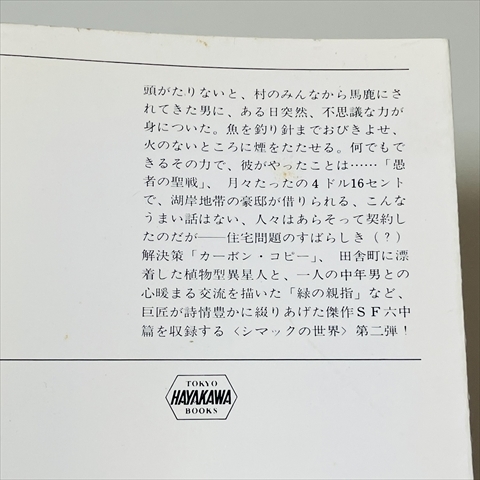 頭がたりないと、村のみんなから馬鹿にさ
れてきた男に、ある日突然、不思議な力が
身についた。魚を釣り針までおびきよせ、
火のないところに煙をたたせる。何でもで
きるその力で、彼がやったことは……「愚
者の聖戦」、月々たったの4ドル16セント
で、湖岸地帯の豪邸が借りられる、こんな
うまい話はない、人々はあらそって契約し
たのだが——住宅問題のすばらしき（？）
解決策「カーボン・コピー」、田舎町に漂
着した植物型異星人と、一人の中年男との
心暖まる交流を描いた「緑の親指」など、
巨匠が詩情豊かに綴りあげた傑作ＳＦ六中
篇を収録する〈シマックの世界〉第二弾！
TOKYO
HAYAKAWA
BOOKS